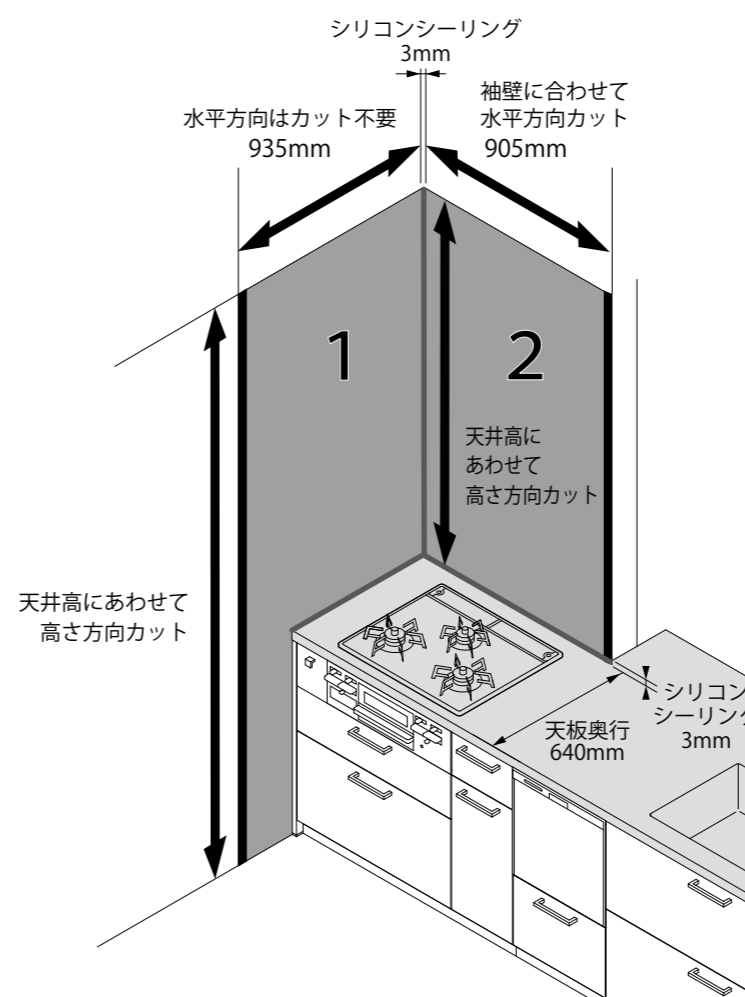 シリコンシーリング
3mm
水平方向はカット不要
935mm
袖壁に合わせて
水平方向カット
905mm
1
2
天井高に
あわせて
高さ方向カット
天井高にあわせて
高さ方向カット
シリコン
シーリング
3mm
天板奥行
640mm